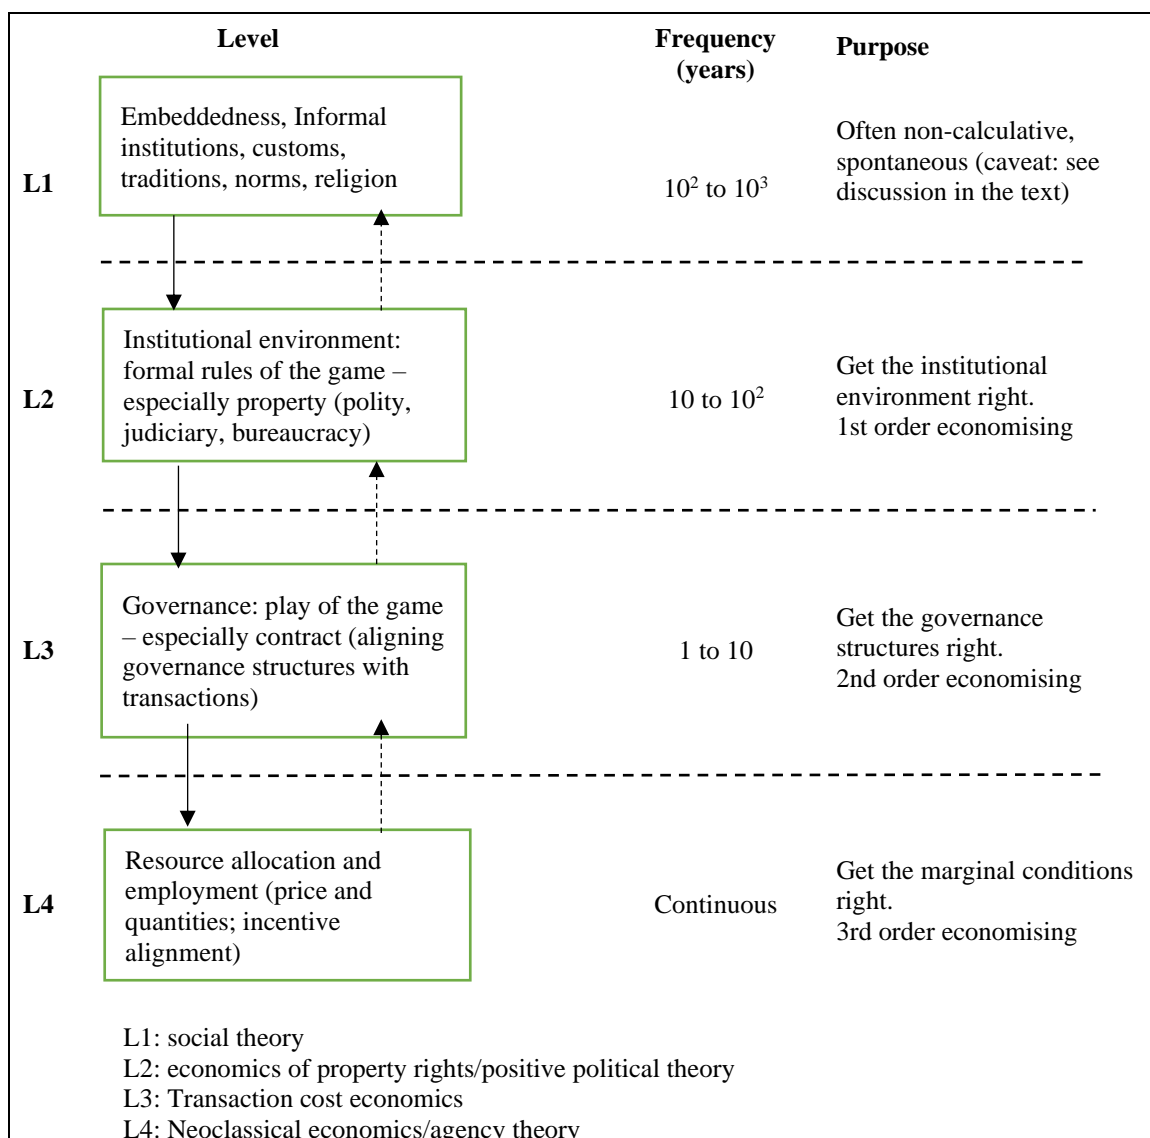 Level
Frequency
(years)
Purpose
L1
Embeddedness, Informal
institutions, customs,
traditions, norms, religion
10² to 10³
Often non-calculative,
spontaneous (caveat: see
discussion in the text)
L2
Institutional environment:
formal rules of the game –
especially property (polity,
judiciary, bureaucracy)
10 to 10²
Get the institutional
environment right.
1st order economising
L3
Governance: play of the game
– especially contract (aligning
governance structures with
transactions)
1 to 10
Get the governance
structures right.
2nd order economising
L4
Resource allocation and
employment (price and
quantities; incentive
alignment)
Continuous
Get the marginal conditions
right.
3rd order economising
L1: social theory
L2: economics of property rights/positive political theory
L3: Transaction cost economics
L4: Neoclassical economics/agency theory